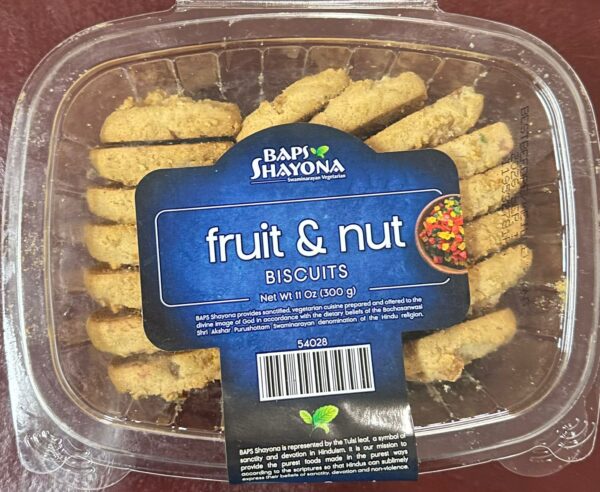 BAPS
SHAYONA
Swaminarayan Vegetarian
fruit & nut
BISCUITS
Net Wt 11 Oz (300 g)
BAPS Shayona provides sanctified, vegetarian cuisine prepared and offered to the
divine image of God in accordance with the dietary beliefs of the Bochasanwasi
Shri Akshar Purushottam Swaminarayan denomination of the Hindu religion.
54028
BAPS Shayona is represented by the Tulsi leaf, a symbol of
sanctity and devotion in Hinduism. It is our mission to
provide the purest foods made in the purest ways
according to the scriptures so that Hindus can sublimely
express their beliefs of sanctity, devotion and non-violence.